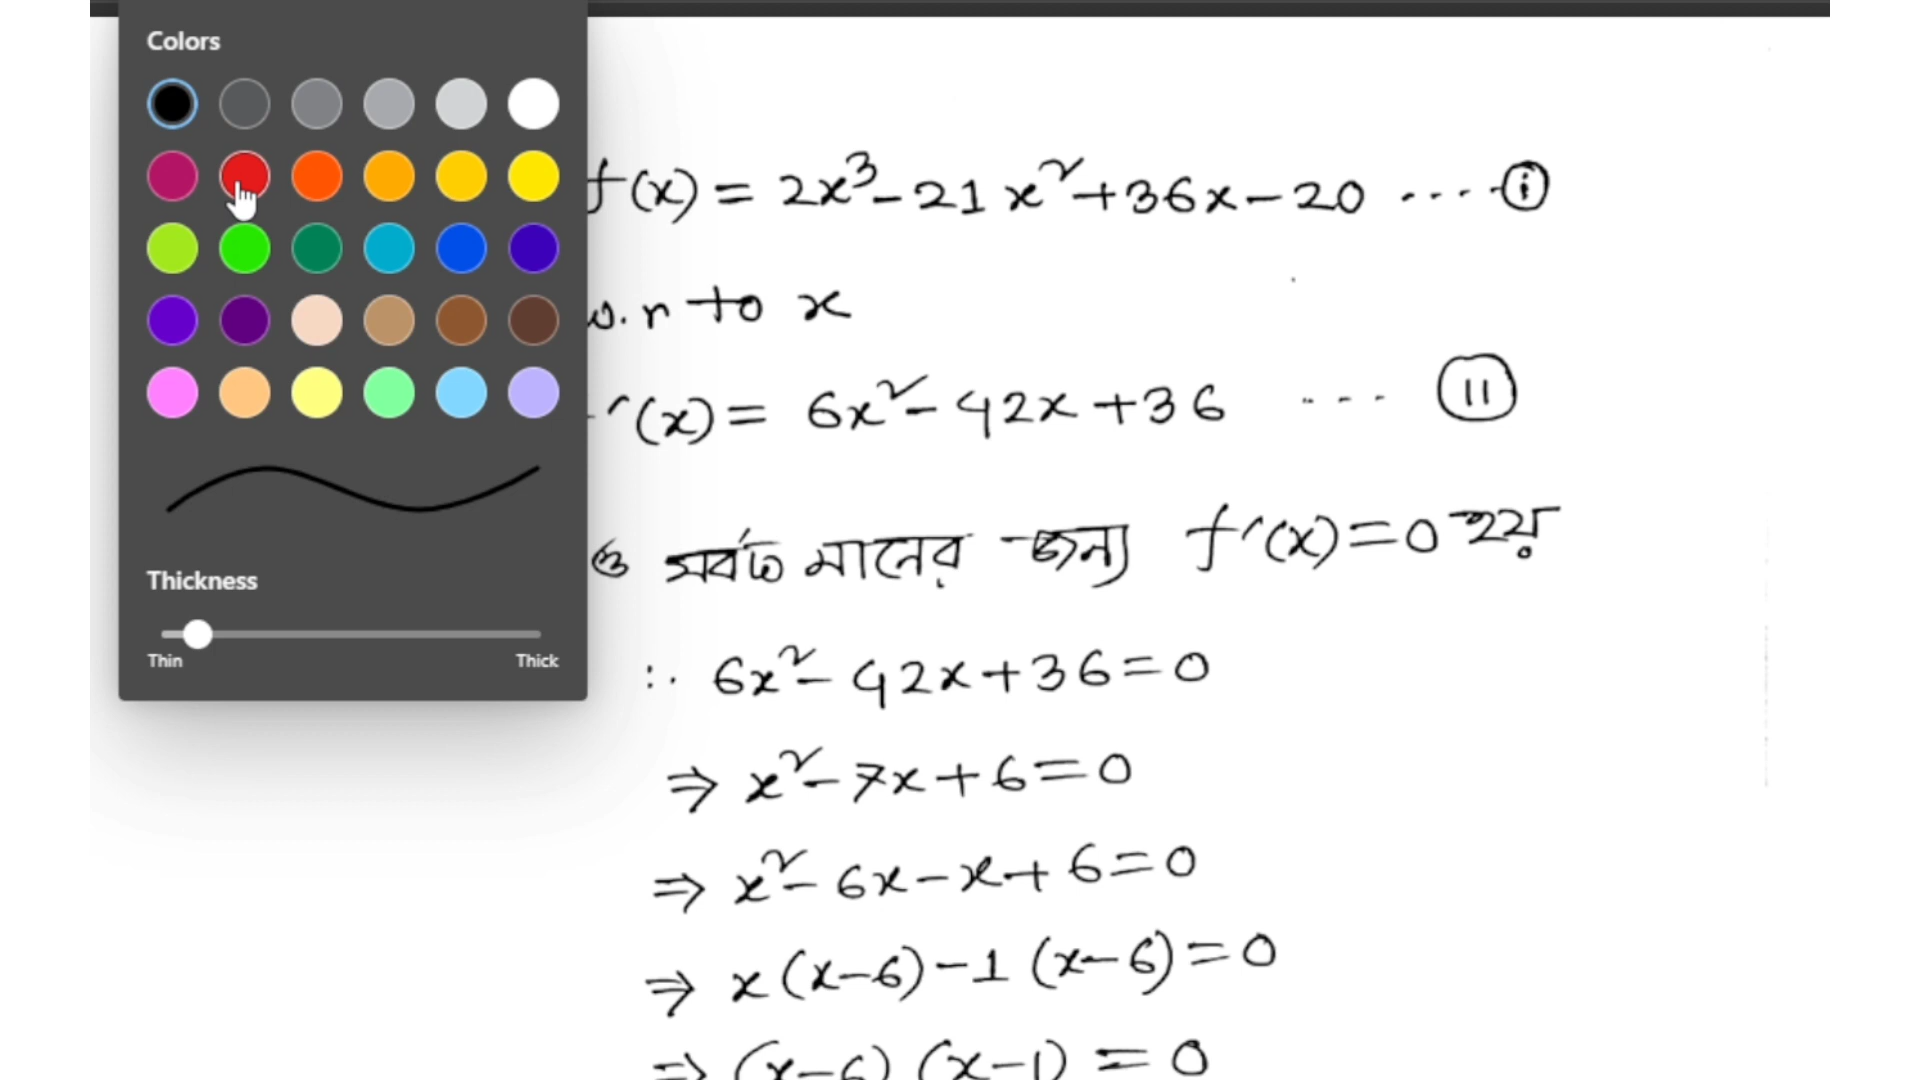 Colors
f(x) = 2x³ - 21x² + 36x - 20 .... (i)
w.r to x
f'(x) = 6x² - 42x + 36 .... (ii)
ও সর্বত মানের জন্য f'(x) = 0 হয়
Thickness
Thin Thick
∴ 6x² - 42x + 36 = 0
⇒ x² - 7x + 6 = 0
⇒ x² - 6x - x + 6 = 0
⇒ x(x-6) - 1(x-6) = 0
⇒ (x-6)(x-1) = 0